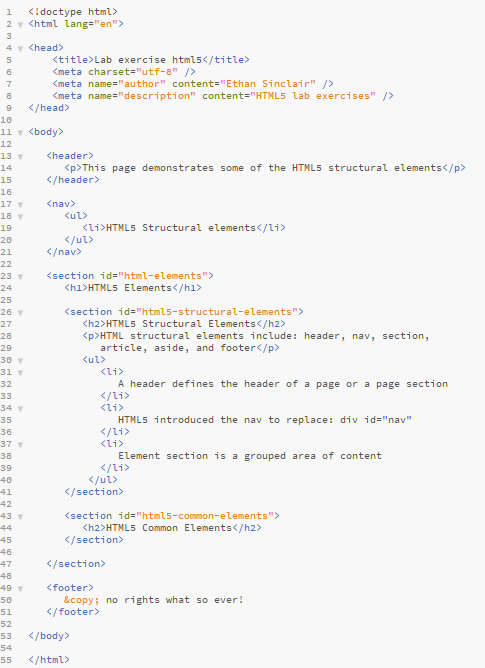 1 <!doctype html>
2 <html lang="en">
3
4 <head>
5 <title>Lab exercise html5</title>
6 <meta charset="utf-8" />
7 <meta name="author" content="Ethan Sinclair" />
8 <meta name="description" content="HTML5 lab exercises" />
9 </head>
10
11 <body>
12
13 <header>
14 <p>This page demonstrates some of the HTML5 structural elements</p>
15 </header>
16
17 <nav>
18 <ul>
19 <li>HTML5 Structural elements</li>
20 </ul>
21 </nav>
22
23 <section id="html-elements">
24 <h1>HTML5 Elements</h1>
25
26 <section id="html5-structural-elements">
27 <h2>HTML5 Structural Elements</h2>
28 <p>HTML structural elements include: header, nav, section,
29 article, aside, and footer</p>
30 <ul>
31 <li>
32 A header defines the header of a page or a page section
33 </li>
34 <li>
35 HTML5 introduced the nav to replace: div id="nav"
36 </li>
37 <li>
38 Element section is a grouped area of content
39 </li>
40 </ul>
41 </section>
42
43 <section id="html5-common-elements">
44 <h2>HTML5 Common Elements</h2>
45 </section>
46
47 </section>
48
49 <footer>
50 &copy; no rights what so ever!
51 </footer>
52
53 </body>
54
55 </html>